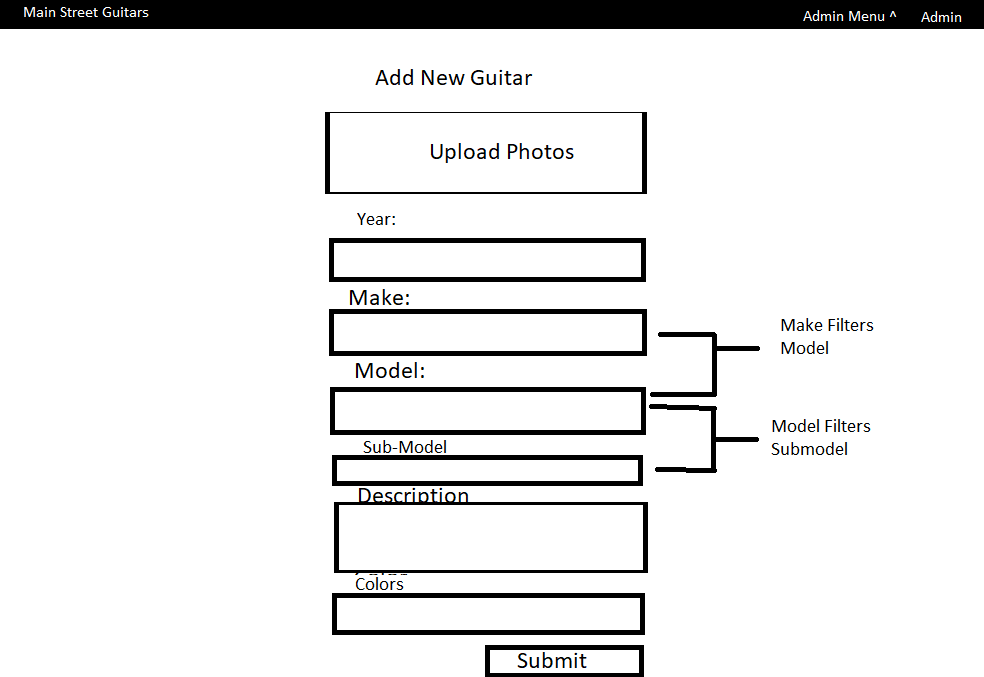 Main Street Guitars
Admin Menu ^ Admin
Add New Guitar
Upload Photos
Year:
Make:
Make Filters
Model
Model:
Model Filters
Submodel
Sub-Model
Description
Colors
Submit